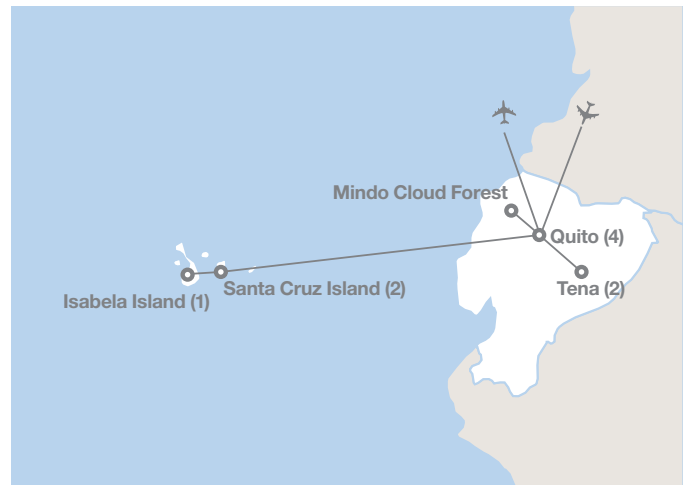 Mindo Cloud Forest
Quito (4)
Santa Cruz Island (2)
Tena (2)
Isabela Island (1)